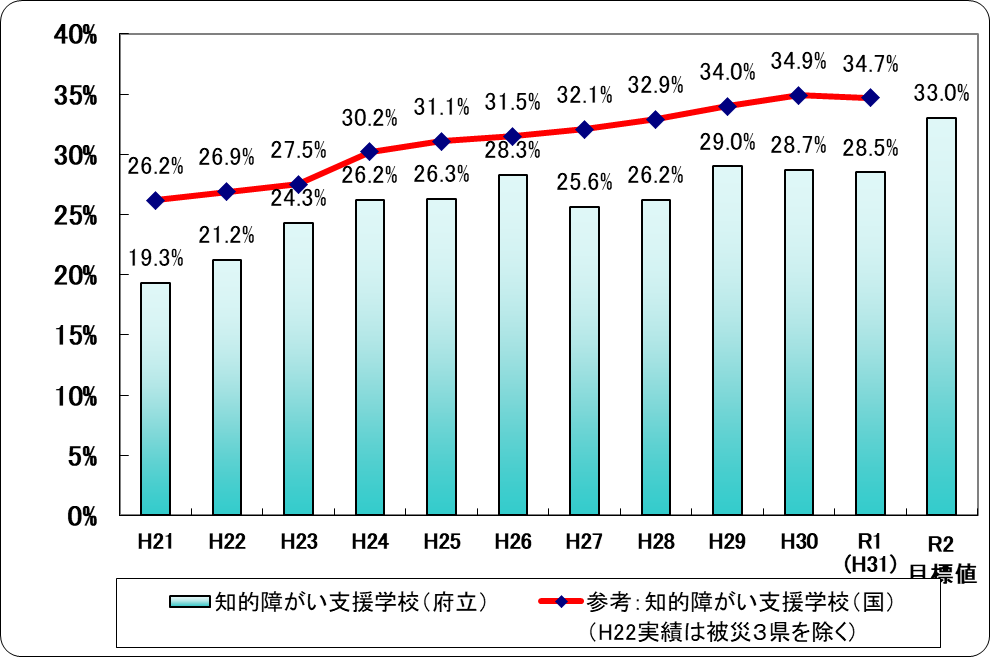 40%
35%
30%
25%
20%
15%
10%
5%
0%
26.2%
26.9%
27.5%
30.2%
31.1%
31.5%
32.1%
32.9%
34.0%
34.9%
34.7%
33.0%
19.3%
21.2%
24.3%
26.2%
26.3%
28.3%
25.6%
26.2%
29.0%
28.7%
28.5%
H21
H22
H23
H24
H25
H26
H27
H28
H29
H30
R1
(H31)
R2
目標値
知的障がい支援学校（府立）
参考：知的障がい支援学校（国）
（H22実績は被災３県を除く）